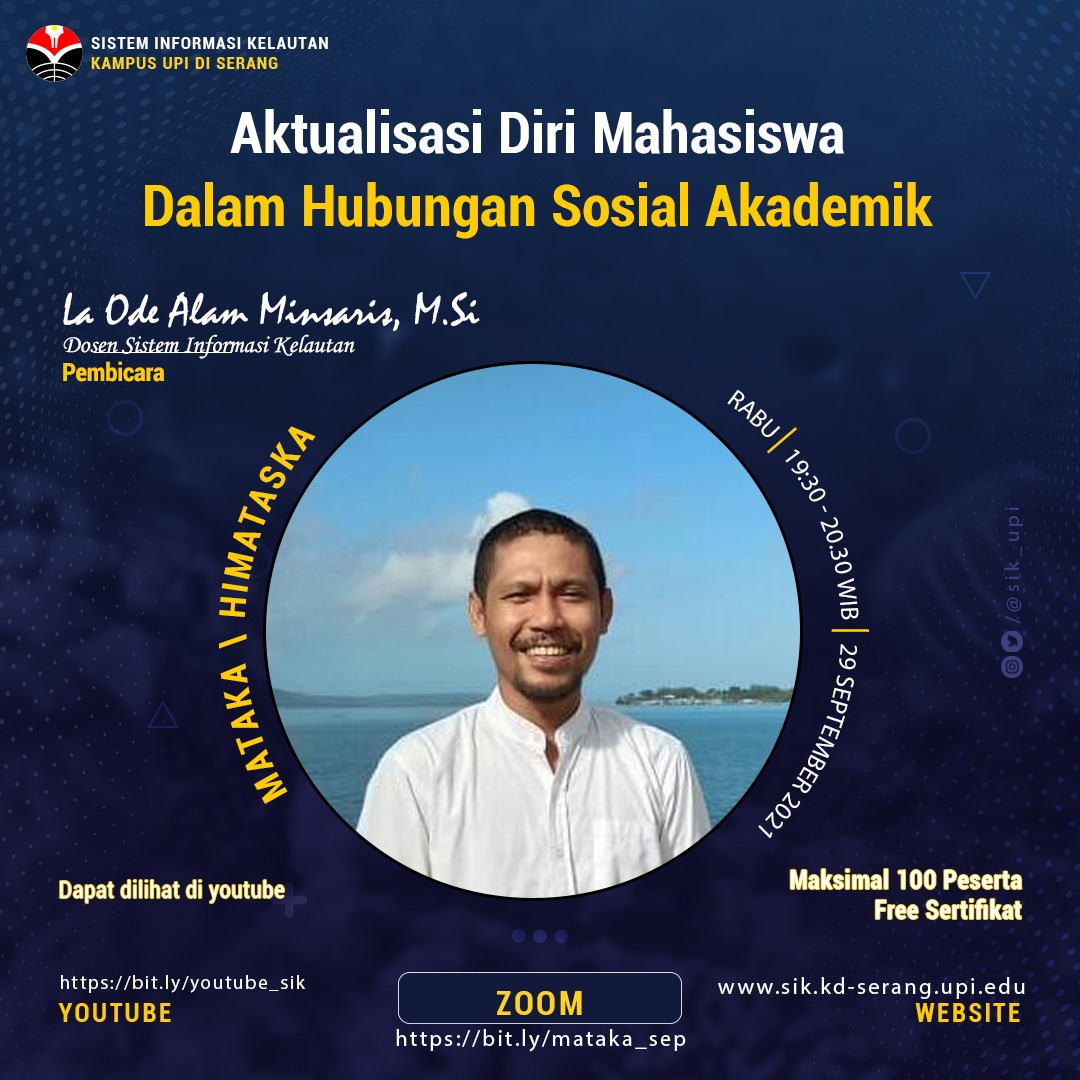 SISTEM INFORMASI KELAUTAN
KAMPUS UPI DI SERANG
Aktualisasi Diri Mahasiswa
Dalam Hubungan Sosial Akademik
La Ode Alam Minsaris, M.Si
Dosen Sistem Informasi Kelautan
Pembicara
MATAKA \ HIMATASKA
RABU | 19:30 - 20.30 WIB | 29 SEPTEMBER 2021
/@sik_upi
Dapat dilihat di youtube
Maksimal 100 Peserta
Free Sertifikat
https://bit.ly/youtube_sik
YOUTUBE
ZOOM
https://bit.ly/mataka_sep
www.sik.kd-serang.upi.edu
WEBSITE